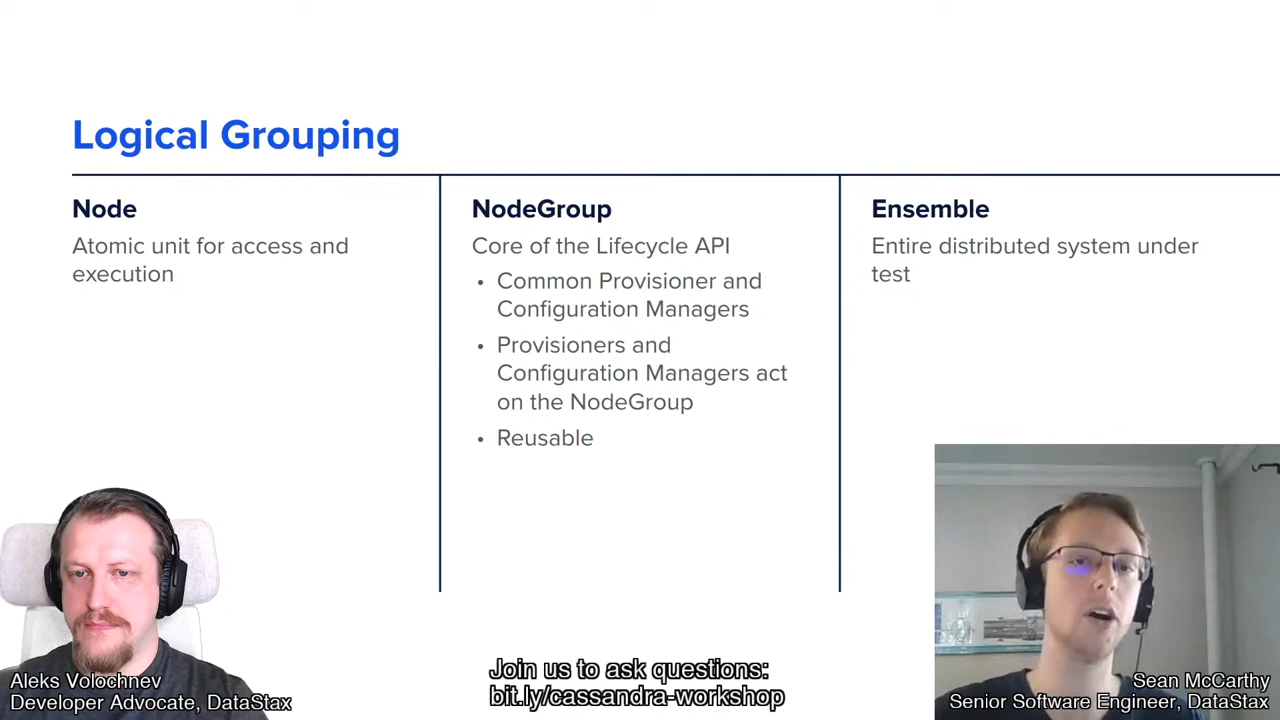 Logical Grouping
Node
Atomic unit for access and
execution
NodeGroup
Core of the Lifecycle API
• Common Provisioner and
Configuration Managers
• Provisioners and
Configuration Managers act
on the NodeGroup
• Reusable
Ensemble
Entire distributed system under
test
Aleks Volochnev
Developer Advocate, DataStax
Join us to ask questions:
bit.ly/cassandra-workshop
Sean McCarthy
Senior Software Engineer, DataStax